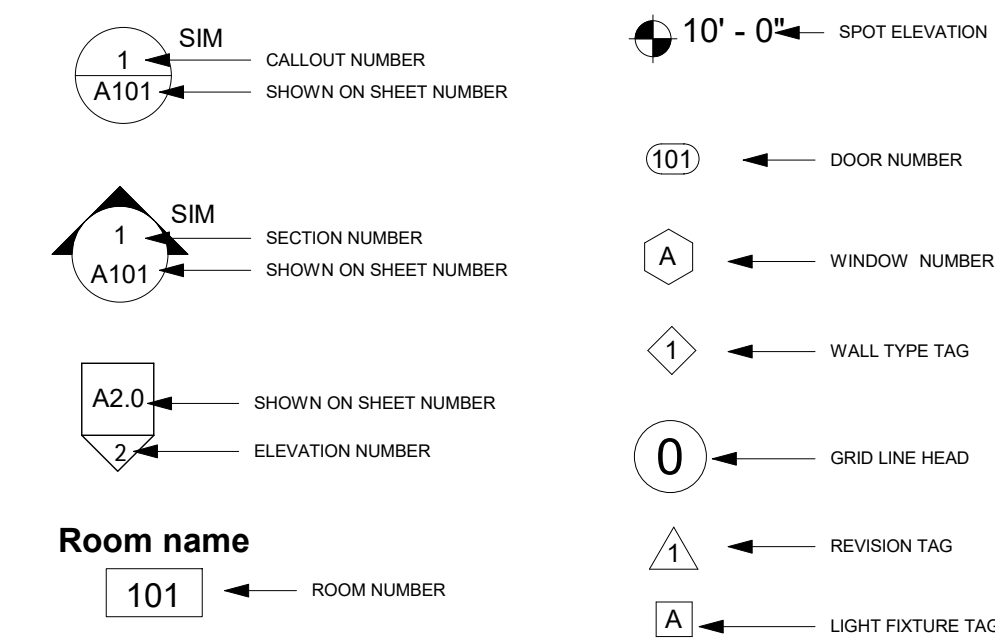 SIM
1
CALLOUT NUMBER
A101
SHOWN ON SHEET NUMBER
SIM
1
SECTION NUMBER
A101
SHOWN ON SHEET NUMBER
A2.0
SHOWN ON SHEET NUMBER
2
ELEVATION NUMBER
Room name
101
ROOM NUMBER
10' - 0"
SPOT ELEVATION
101
DOOR NUMBER
A
WINDOW NUMBER
1
WALL TYPE TAG
0
GRID LINE HEAD
1
REVISION TAG
A
LIGHT FIXTURE TAG